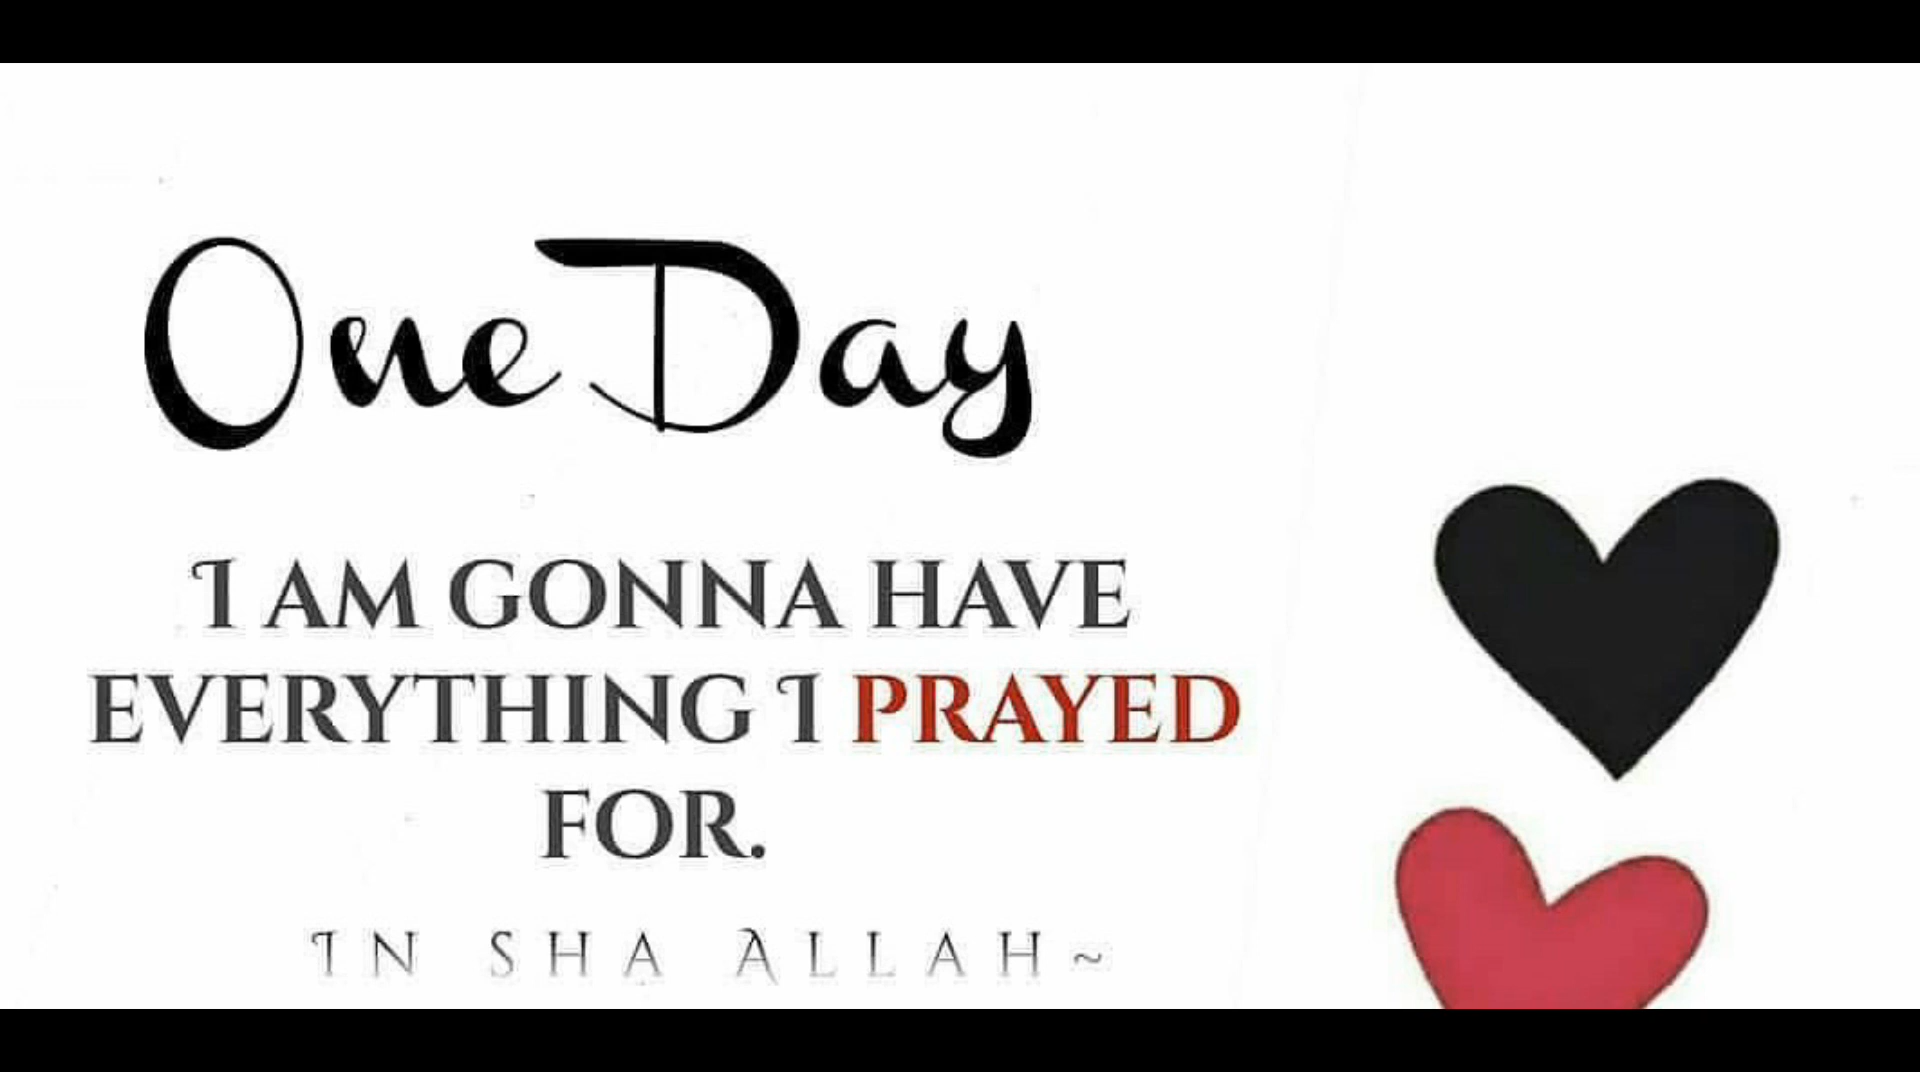 One Day
I AM GONNA HAVE
EVERYTHING I PRAYED
FOR.
IN SHA ALLAH~